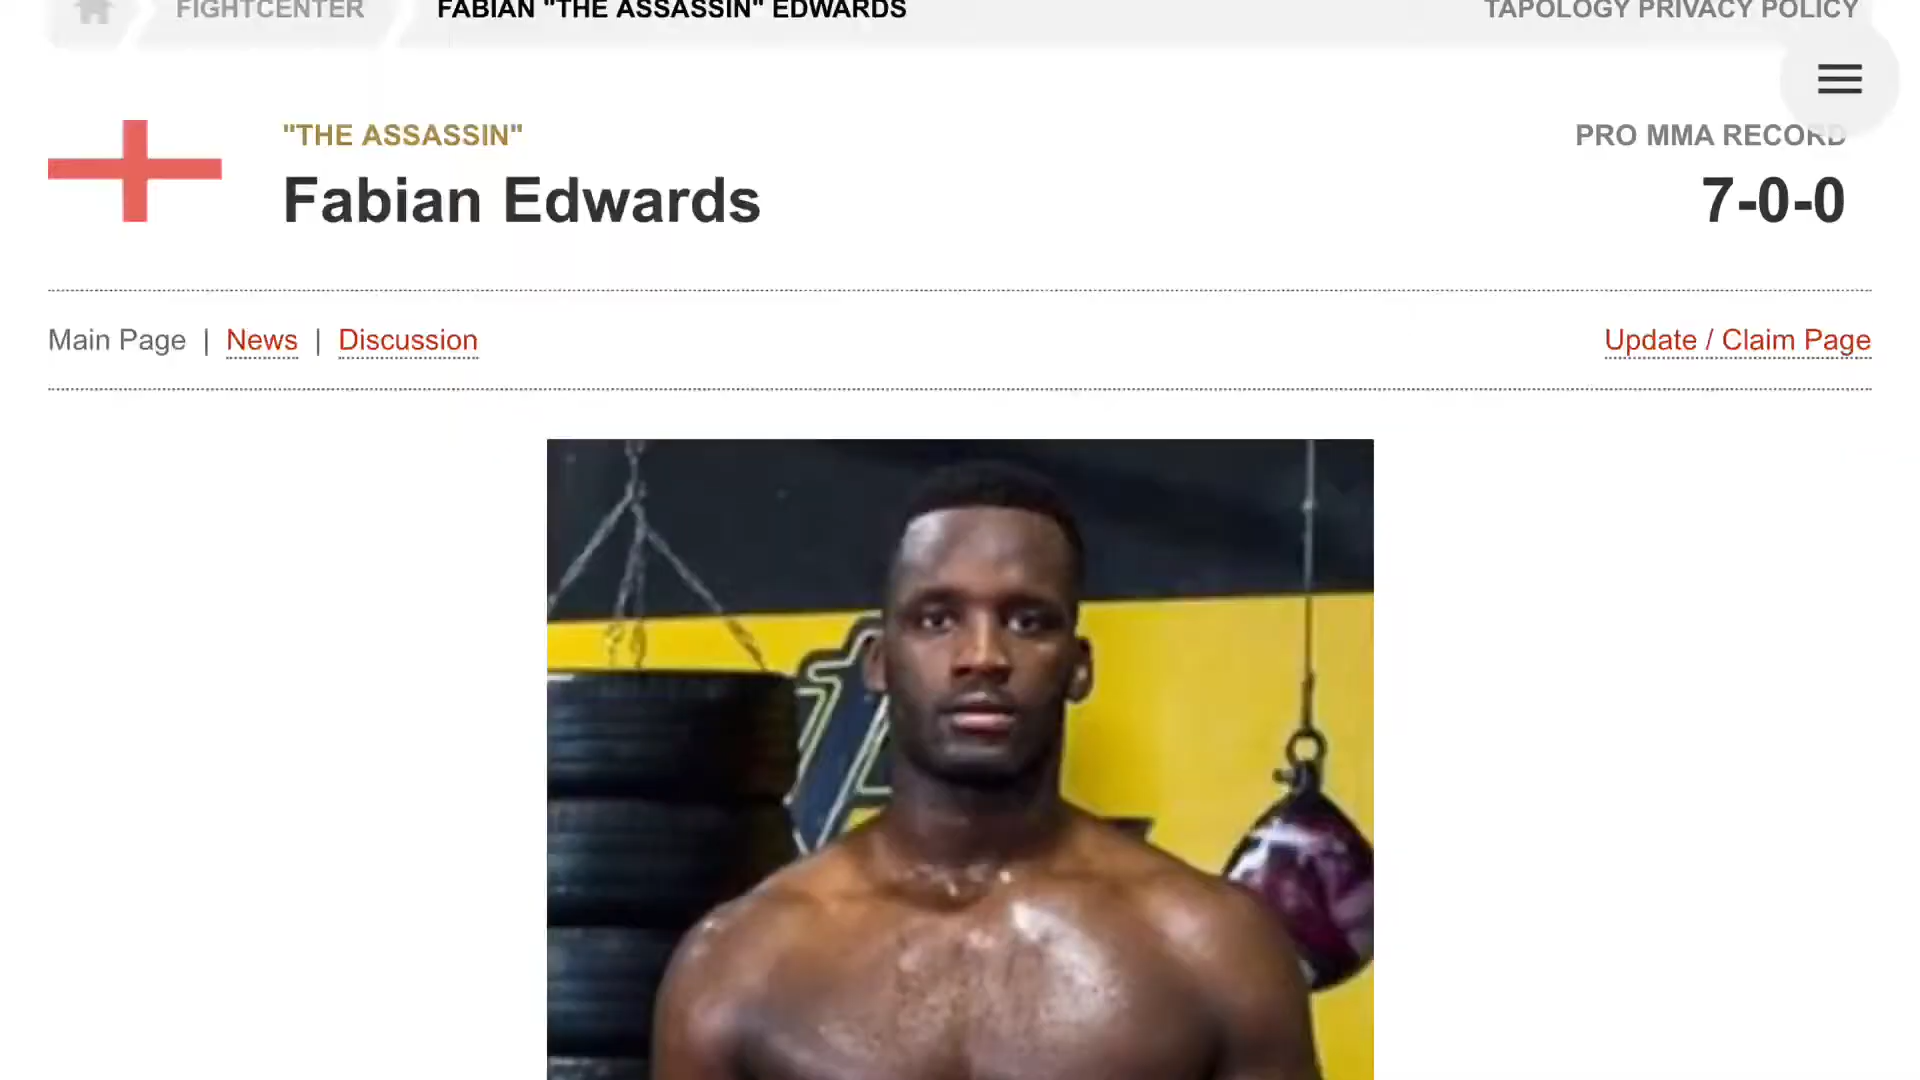 FIGHTCENTER
FABIAN "THE ASSASSIN" EDWARDS
TAPOLOGY PRIVACY POLICY
"THE ASSASSIN"
Fabian Edwards
PRO MMA RECORD
7-0-0
Main Page | News | Discussion
Update / Claim Page